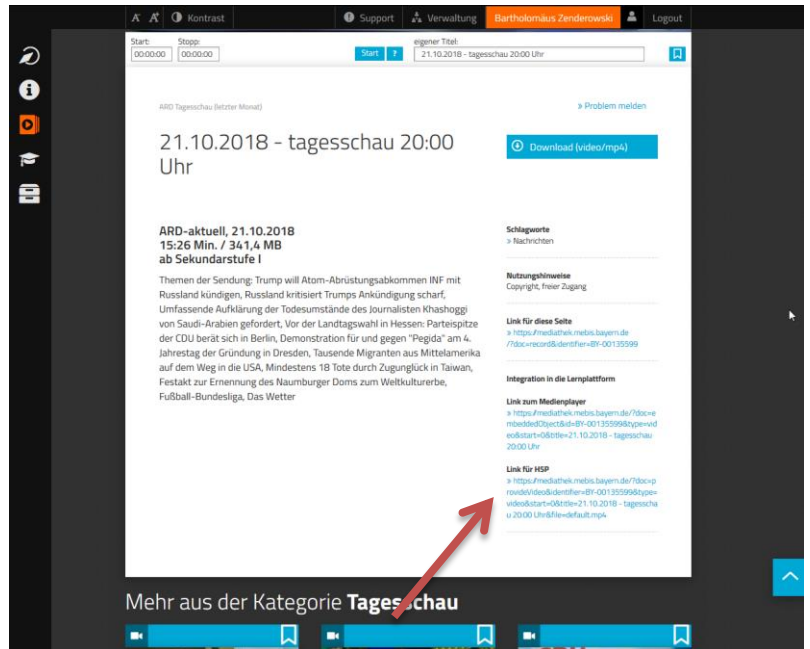 A A Kontrast Support Verwaltung Bartholomäus Zenderowski Logout
Start: Stopp: eigener Titel:
00:00:00 00:00:00 Start ? 21.10.2018 - tagesschau 20:00 Uhr
ARD Tagesschau (letzter Monat)
» Problem melden
21.10.2018 - tagesschau 20:00
Uhr
Download (video/mp4)
ARD-aktuell, 21.10.2018
15:26 Min. / 341,4 MB
ab Sekundarstufe I
Themen der Sendung: Trump will Atom-Abrüstungsabkommen INF mit
Russland kündigen, Russland kritisiert Trumps Ankündigung scharf,
Umfassende Aufklärung der Todesumstände des Journalisten Khashoggi
von Saudi-Arabien gefordert, Vor der Landtagswahl in Hessen: Parteispitze
der CDU berät sich in Berlin, Demonstration für und gegen "Pegida" am 4.
Jahrestag der Gründung in Dresden, Tausende Migranten aus Mittelamerika
auf dem Weg in die USA, Mindestens 18 Tote durch Zugunglück in Taiwan,
Festakt zur Ernennung des Naumburger Doms zum Weltkulturerbe,
Fußball-Bundesliga, Das Wetter
Schlagworte
» Nachrichten
Nutzungshinweise
Copyright, freier Zugang
Link für diese Seite
» https://mediathek.mebis.bayern.de
/?doc=record&identifier=BY-00135599
Integration in die Lernplattform
Link zum Medienplayer
» https://mediathek.mebis.bayern.de/?doc=e
mbeddedObject&id=BY-00135599&type=vid
eo&start=0&title=21.10.2018 - tagesschau
20:00 Uhr
Link für H5P
» https://mediathek.mebis.bayern.de/?doc=p
rovideVideo&identifier=BY-00135599&type=
video&start=0&title=21.10.2018 - tagesscha
u 20:00 Uhr&file=default.mp4
Mehr aus der Kategorie Tagesschau